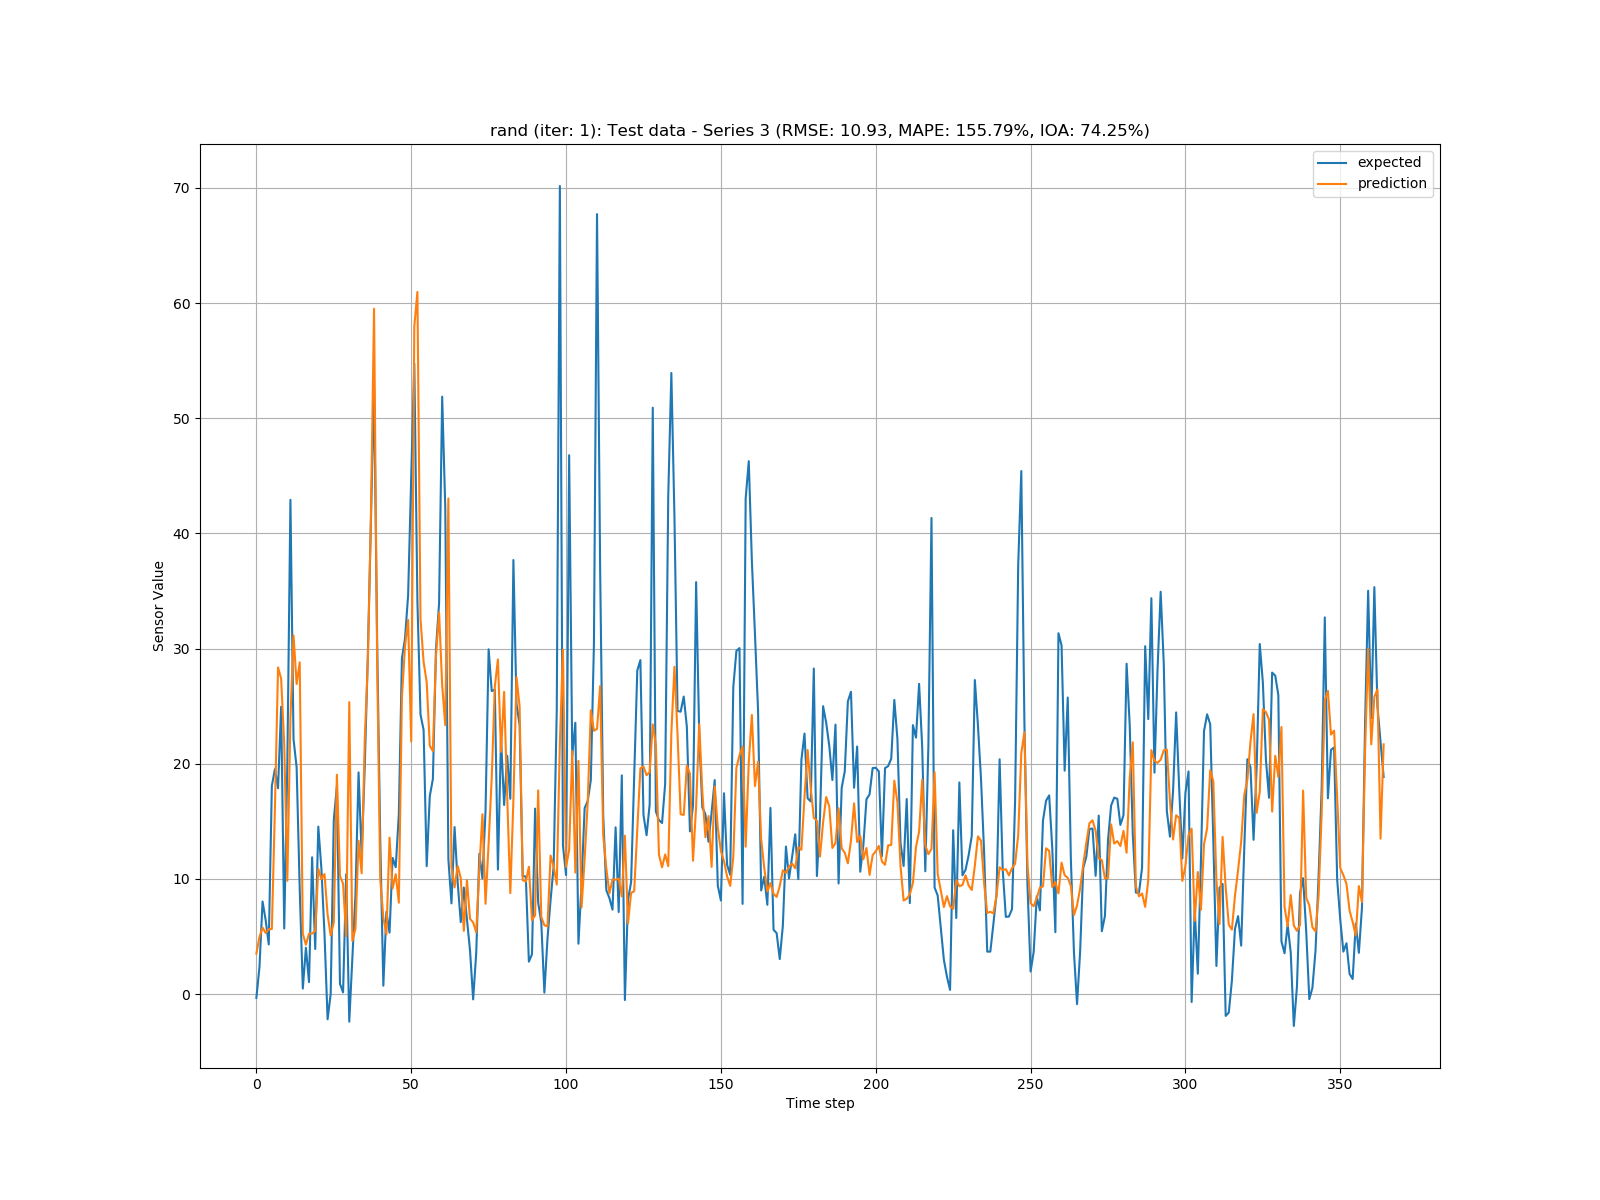 rand (iter: 1): Test data - Series 3 (RMSE: 10.93, MAPE: 155.79%, IOA: 74.25%)
expected
prediction
70
60
50
40
30
20
10
0
Sensor Value
0 50 100 150 200 250 300 350
Time step